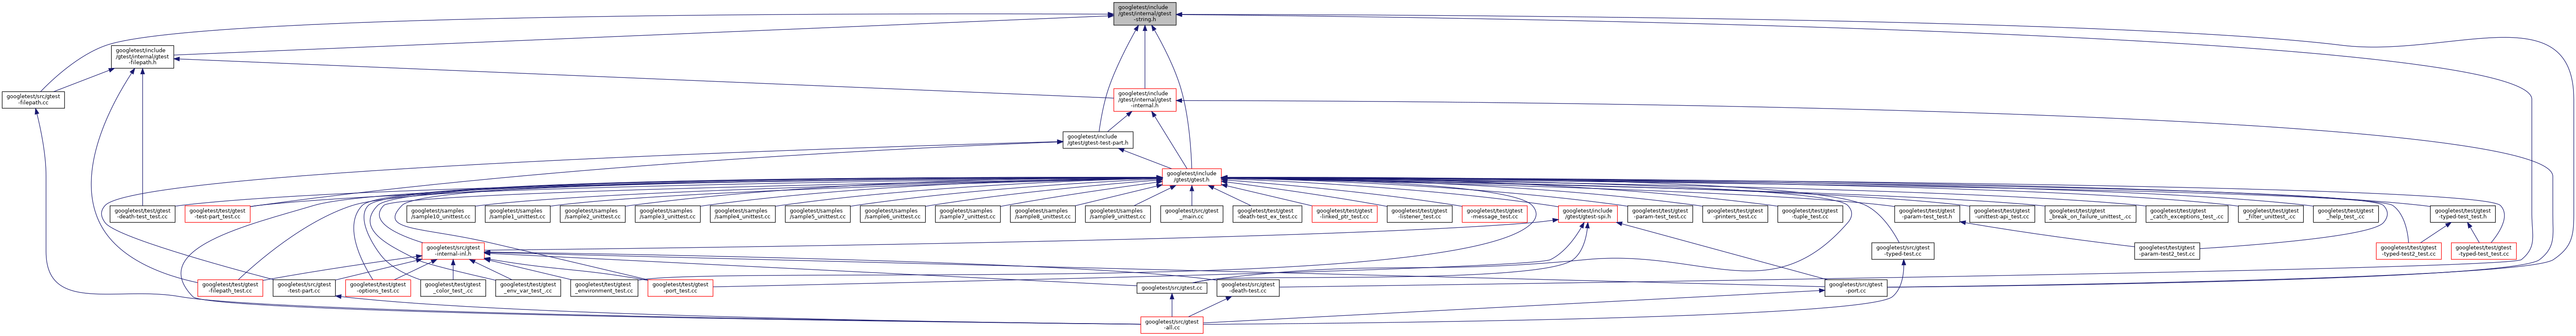 googletest/include
/gtest/internal/gtest
-string.h
googletest/include
/gtest/internal/gtest
-filepath.h
googletest/src/gtest
-filepath.cc
googletest/include
/gtest/internal/gtest
-internal.h
googletest/include
/gtest/gtest-test-part.h
googletest/include
/gtest/gtest.h
googletest/test/gtest
-death-test_test.cc
googletest/test/gtest
-test-part_test.cc
googletest/samples
/sample10_unittest.cc
googletest/samples
/sample1_unittest.cc
googletest/samples
/sample2_unittest.cc
googletest/samples
/sample3_unittest.cc
googletest/samples
/sample4_unittest.cc
googletest/samples
/sample5_unittest.cc
googletest/samples
/sample6_unittest.cc
googletest/samples
/sample7_unittest.cc
googletest/samples
/sample8_unittest.cc
googletest/samples
/sample9_unittest.cc
googletest/src/gtest
_main.cc
googletest/test/gtest
-death-test_ex_test.cc
googletest/test/gtest
-linked_ptr_test.cc
googletest/test/gtest
-listener_test.cc
googletest/test/gtest
-message_test.cc
googletest/include
/gtest/gtest-spi.h
googletest/test/gtest
-param-test_test.cc
googletest/test/gtest
-printers_test.cc
googletest/test/gtest
-tuple_test.cc
googletest/test/gtest
-param-test_test.h
googletest/test/gtest
-unittest-api_test.cc
googletest/test/gtest
_break_on_failure_unittest_.cc
googletest/test/gtest
_catch_exceptions_test_.cc
googletest/test/gtest
_filter_unittest_.cc
googletest/test/gtest
_help_test_.cc
googletest/test/gtest
-typed-test_test.h
googletest/src/gtest
-internal-inl.h
googletest/src/gtest
-typed-test.cc
googletest/test/gtest
-param-test2_test.cc
googletest/test/gtest
-typed-test2_test.cc
googletest/test/gtest
-typed-test_test.cc
googletest/test/gtest
-filepath_test.cc
googletest/src/gtest
-test-part.cc
googletest/test/gtest
-options_test.cc
googletest/test/gtest
_color_test_.cc
googletest/test/gtest
_env_var_test_.cc
googletest/test/gtest
_environment_test.cc
googletest/test/gtest
-port_test.cc
googletest/src/gtest.cc
googletest/src/gtest
-death-test.cc
googletest/src/gtest
-port.cc
googletest/src/gtest
-all.cc